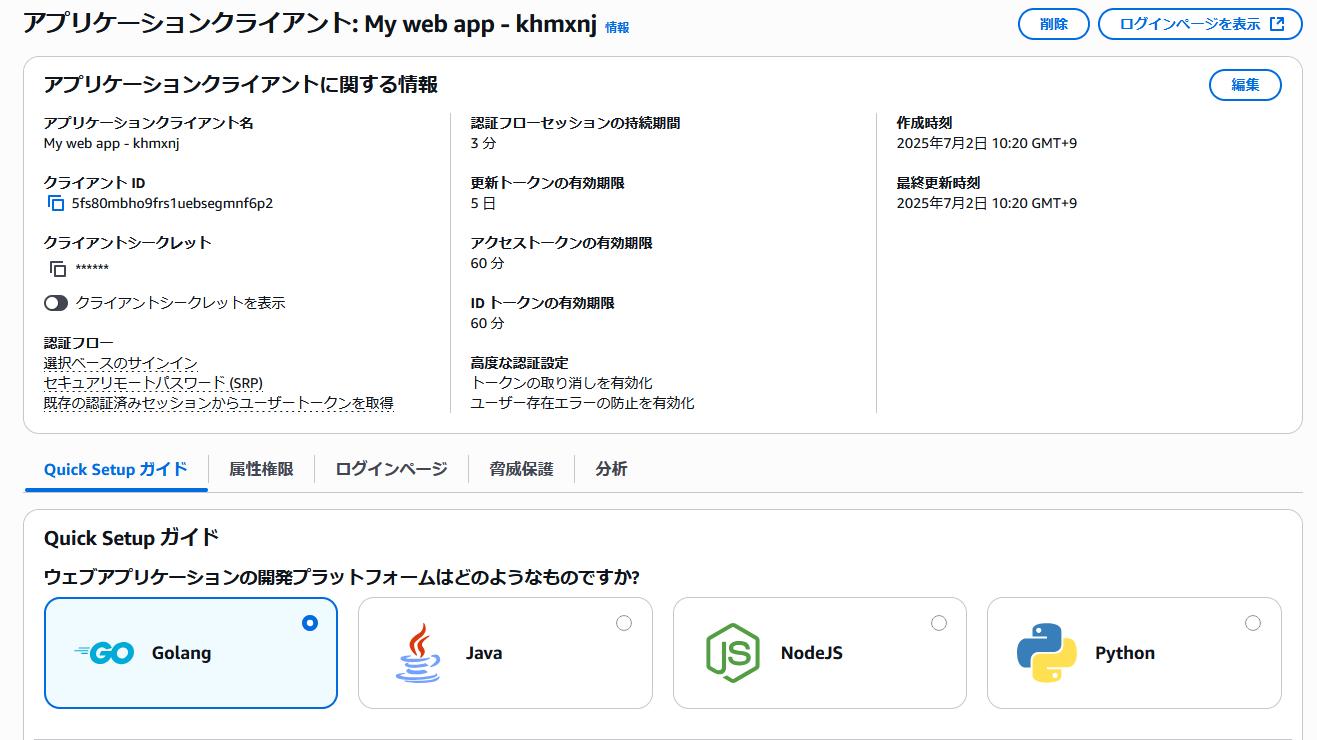 アプリケーションクライアント: My web app - khmxnj 情報
削除
ログインページを表示
アプリケーションクライアントに関する情報
編集
アプリケーションクライアント名
My web app - khmxnj
クライアント ID
5fs80mbho9frs1uebsegmnf6p2
クライアントシークレット
******
クライアントシークレットを表示
認証フロー
選択ベースのサインイン
セキュアリモートパスワード (SRP)
既存の認証済みセッションからユーザートークンを取得
認証フローセッションの持続期間
3 分
更新トークンの有効期限
5 日
アクセストークンの有効期限
60 分
ID トークンの有効期限
60 分
高度な認証設定
トークンの取り消しを有効化
ユーザー存在エラーの防止を有効化
作成時刻
2025年7月2日 10:20 GMT+9
最終更新時刻
2025年7月2日 10:20 GMT+9
Quick Setup ガイド
属性権限
ログインページ
脅威保護
分析
Quick Setup ガイド
ウェブアプリケーションの開発プラットフォームはどのようなものですか?
GO
Golang
Java
JS
NodeJS
Python